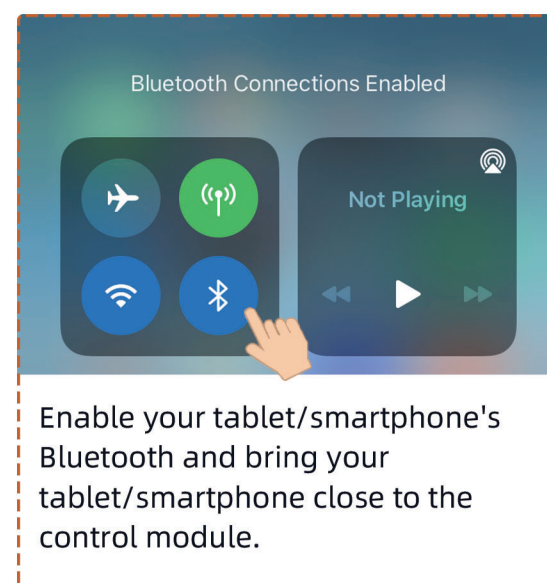 Bluetooth Connections Enabled
Not Playing
Enable your tablet/smartphone's
Bluetooth and bring your
tablet/smartphone close to the
control module.